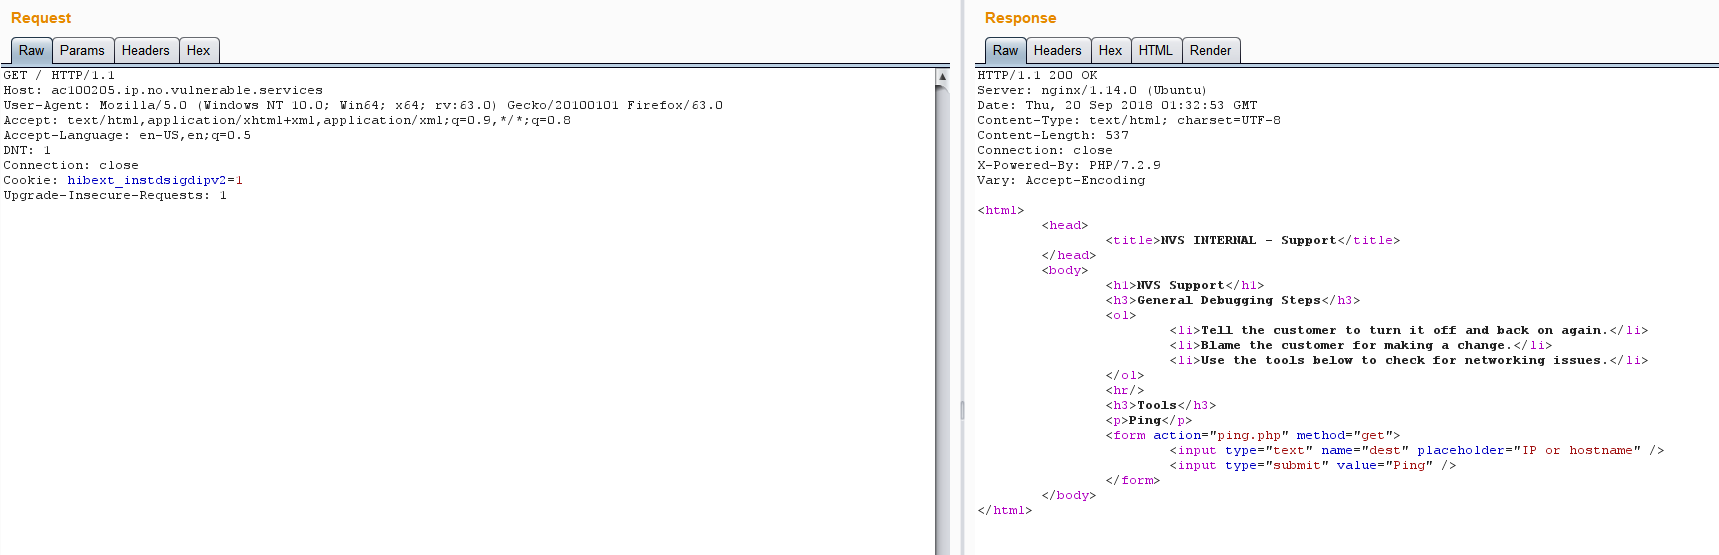 Request
Raw Params Headers Hex
GET / HTTP/1.1
Host: ac100205.ip.no.vulnerable.services
User-Agent: Mozilla/5.0 (Windows NT 10.0; Win64; x64; rv:63.0) Gecko/20100101 Firefox/63.0
Accept: text/html,application/xhtml+xml,application/xml;q=0.9,*/*;q=0.8
Accept-Language: en-US,en;q=0.5
DNT: 1
Connection: close
Cookie: hibext_instdsigdipv2=1
Upgrade-Insecure-Requests: 1
Response
Raw Headers Hex HTML Render
HTTP/1.1 200 OK
Server: nginx/1.14.0 (Ubuntu)
Date: Thu, 20 Sep 2018 01:32:53 GMT
Content-Type: text/html; charset=UTF-8
Content-Length: 537
Connection: close
X-Powered-By: PHP/7.2.9
Vary: Accept-Encoding
<html>
<head>
<title>NVS INTERNAL - Support</title>
</head>
<body>
<h1>NVS Support</h1>
<h3>General Debugging Steps</h3>
<ol>
<li>Tell the customer to turn it off and back on again.</li>
<li>Blame the customer for making a change.</li>
<li>Use the tools below to check for networking issues.</li>
</ol>
<hr/>
<h3>Tools</h3>
<p>Ping</p>
<form action="ping.php" method="get">
<input type="text" name="dest" placeholder="IP or hostname" />
<input type="submit" value="Ping" />
</form>
</body>
</html>